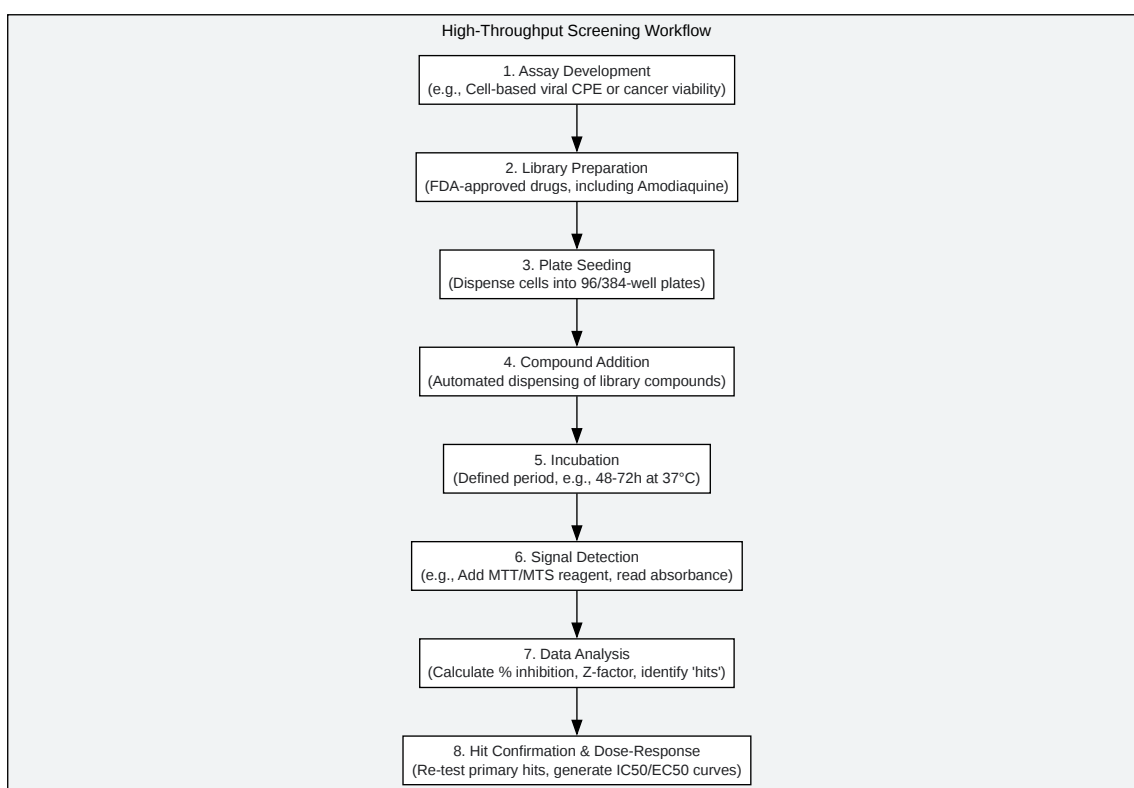 High-Throughput Screening Workflow
1. Assay Development
(e.g., Cell-based viral CPE or cancer viability)
2. Library Preparation
(FDA-approved drugs, including Amodiaquine)
3. Plate Seeding
(Dispense cells into 96/384-well plates)
4. Compound Addition
(Automated dispensing of library compounds)
5. Incubation
(Defined period, e.g., 48-72h at 37°C)
6. Signal Detection
(e.g., Add MTT/MTS reagent, read absorbance)
7. Data Analysis
(Calculate % inhibition, Z-factor, identify 'hits')
8. Hit Confirmation & Dose-Response
(Re-test primary hits, generate IC50/EC50 curves)